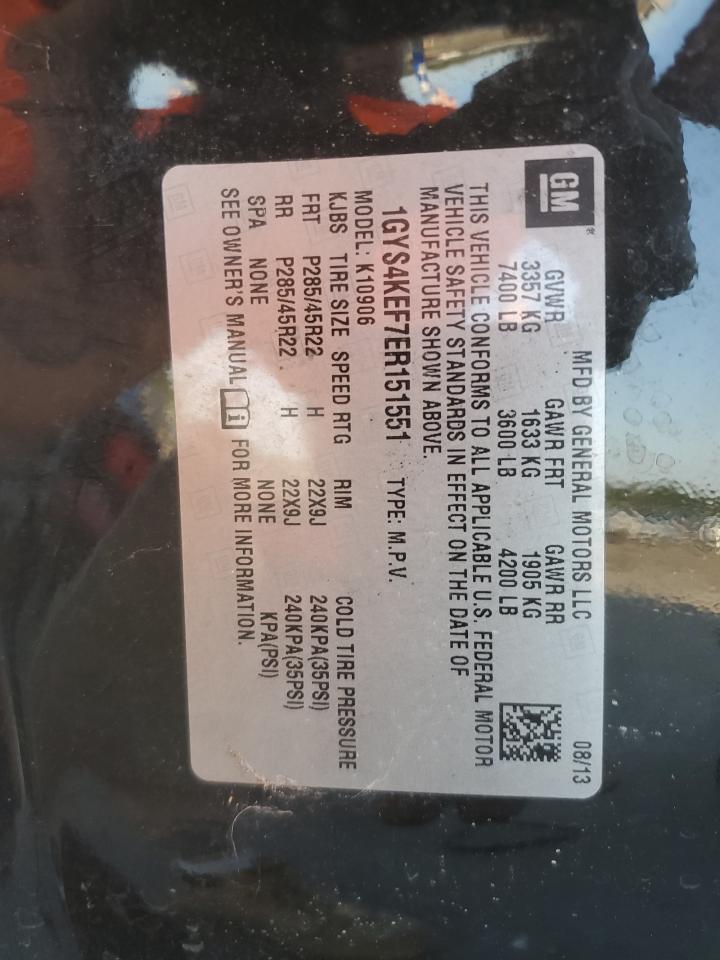 GM
MFD BY GENERAL MOTORS LLC 08/13
GVWR GAWR FRT GAWR RR
3357 KG 1633 KG 1905 KG
7400 LB 3600 LB 4200 LB
THIS VEHICLE CONFORMS TO ALL APPLICABLE U.S. FEDERAL MOTOR
VEHICLE SAFETY STANDARDS IN EFFECT ON THE DATE OF
MANUFACTURE SHOWN ABOVE.
1GYS4KEF7ER151551 TYPE: M.P.V.
MODEL: K10906
KJBS TIRE SIZE SPEED RTG RIM COLD TIRE PRESSURE
FRT P285/45R22 H 22X9J 240KPA(35PSI)
RR P285/45R22 H 22X9J 240KPA(35PSI)
SPA NONE NONE KPA(PSI)
SEE OWNER'S MANUAL FOR MORE INFORMATION.